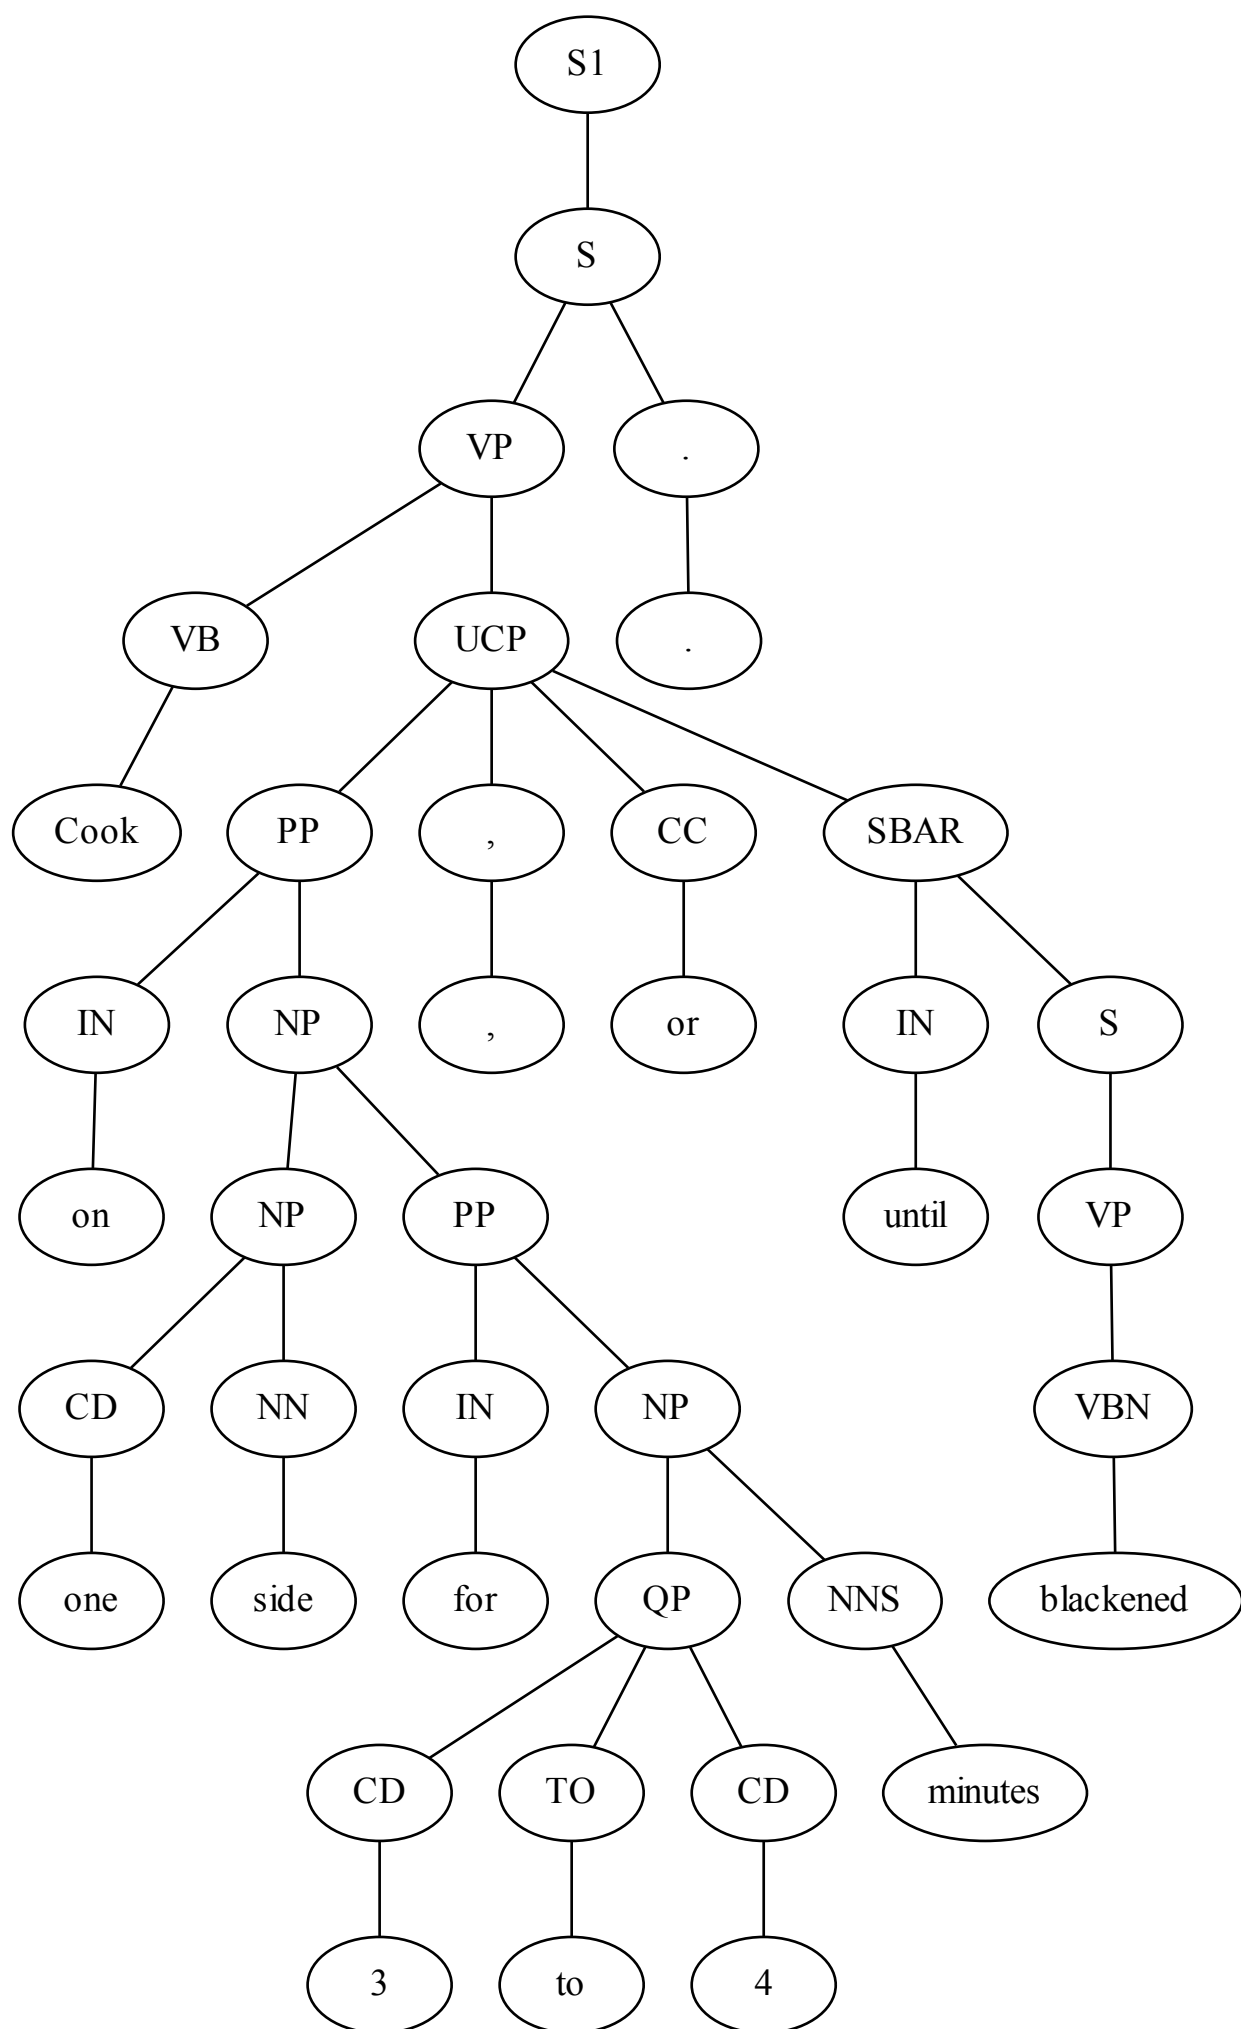 S1
S
VP .
VB UCP .
Cook PP , CC SBAR
IN NP , or IN S
on NP PP until VP
CD NN IN NP VBN
one side for QP NNS blackened
CD TO CD minutes
3 to 4